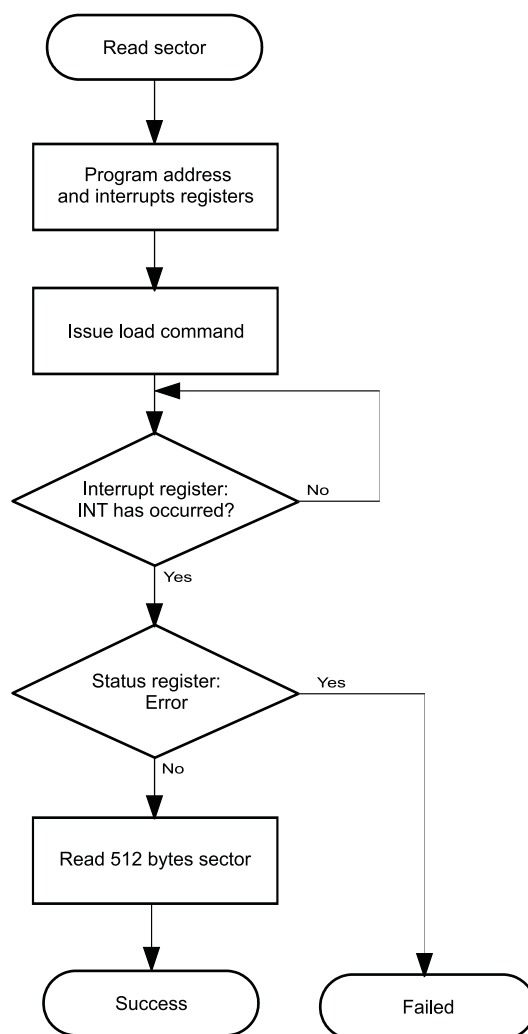 Read sector
Program address
and interrupts registers
Issue load command
Interrupt register:
INT has occurred?
No
Yes
Status register:
Error
Yes
No
Read 512 bytes sector
Success
Failed